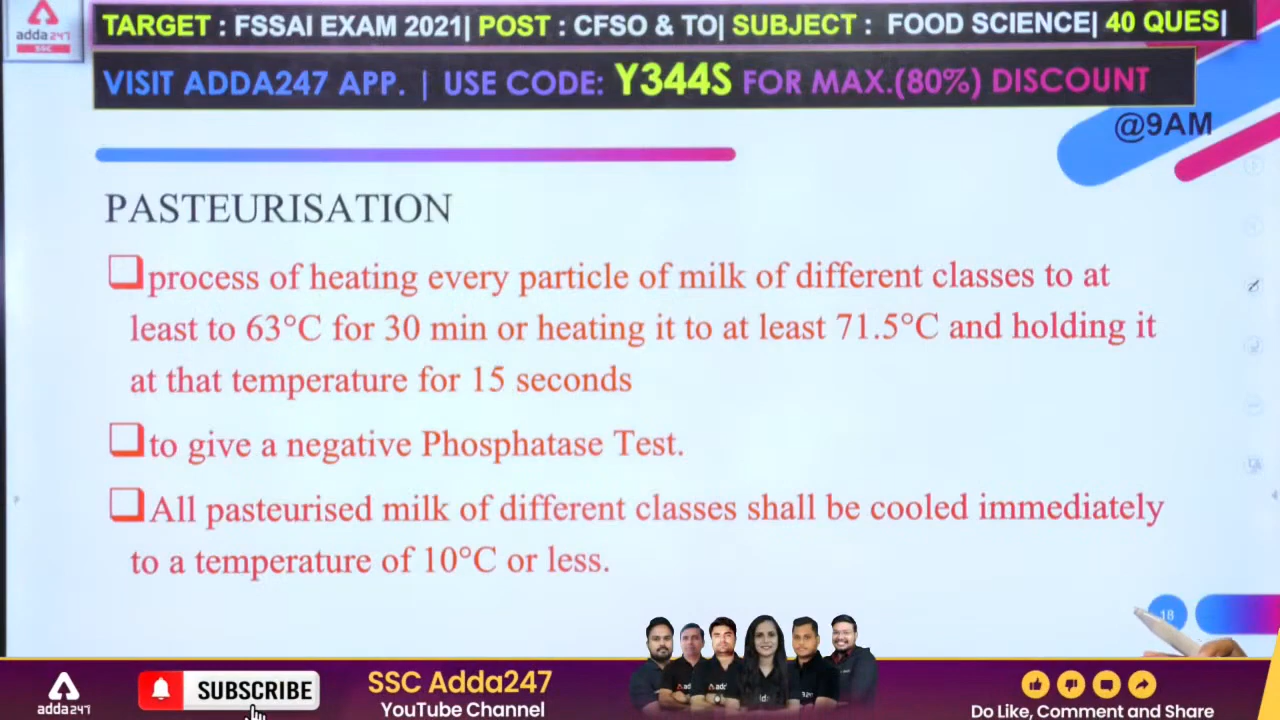 adda247
SSC
TARGET : FSSAI EXAM 2021| POST : CFSO & TO| SUBJECT : FOOD SCIENCE| 40 QUES|
VISIT ADDA247 APP. | USE CODE: Y344S FOR MAX.(80%) DISCOUNT
@9AM
PASTEURISATION
process of heating every particle of milk of different classes to at
least to 63°C for 30 min or heating it to at least 71.5°C and holding it
at that temperature for 15 seconds
to give a negative Phosphatase Test.
All pasteurised milk of different classes shall be cooled immediately
to a temperature of 10°C or less.
18
adda247
SUBSCRIBE
SSC Adda247
YouTube Channel
Do Like, Comment and Share